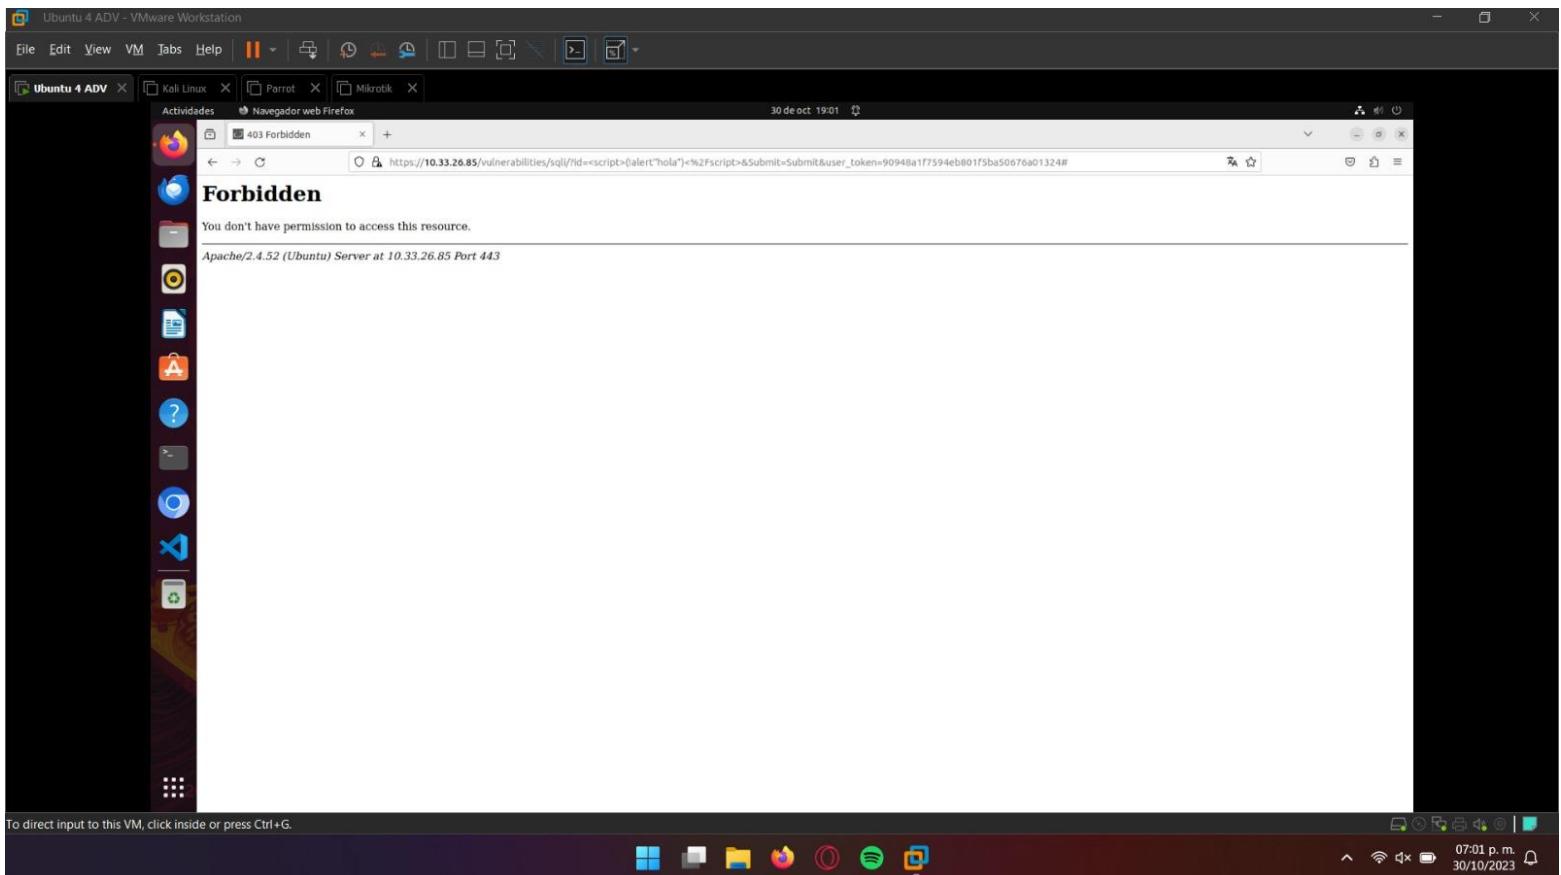 Ubuntu 4 ADV - VMware Workstation
File Edit View VM Tabs Help
Ubuntu 4 ADV Kali Linux Parrot Mikrotik
Actividades Navegador web Firefox 30 de oct 19:01
403 Forbidden
https://10.33.26.85/vulnerabilities/sqli/?id=<script>(!alert"hola")<%2Fscript>&Submit=Submit&user_token=90948a1f7594eb801f5ba50676a01324#
Forbidden
You don't have permission to access this resource.
Apache/2.4.52 (Ubuntu) Server at 10.33.26.85 Port 443
To direct input to this VM, click inside or press Ctrl+G.
07:01 p. m.
30/10/2023